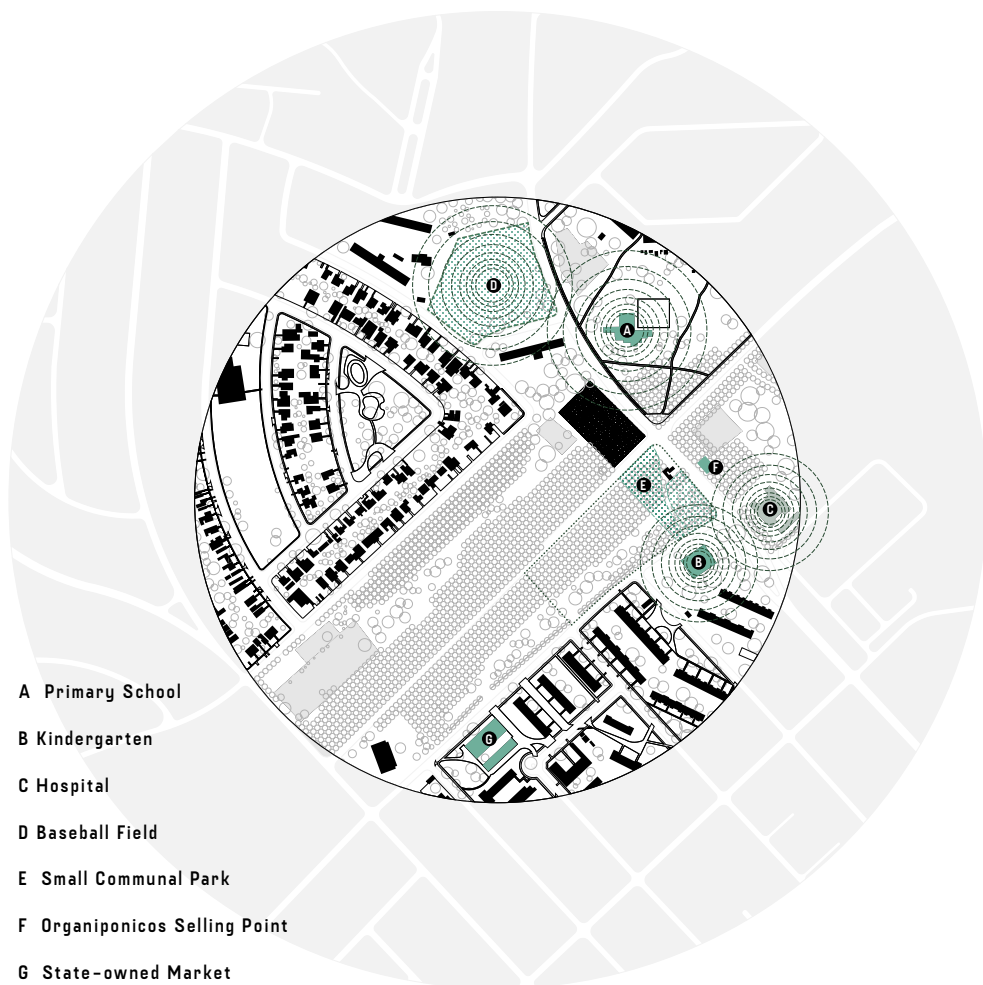 D
A
F
E
C
B
G
A Primary School
B Kindergarten
C Hospital
D Baseball Field
E Small Communal Park
F Organiponicos Selling Point
G State-owned Market